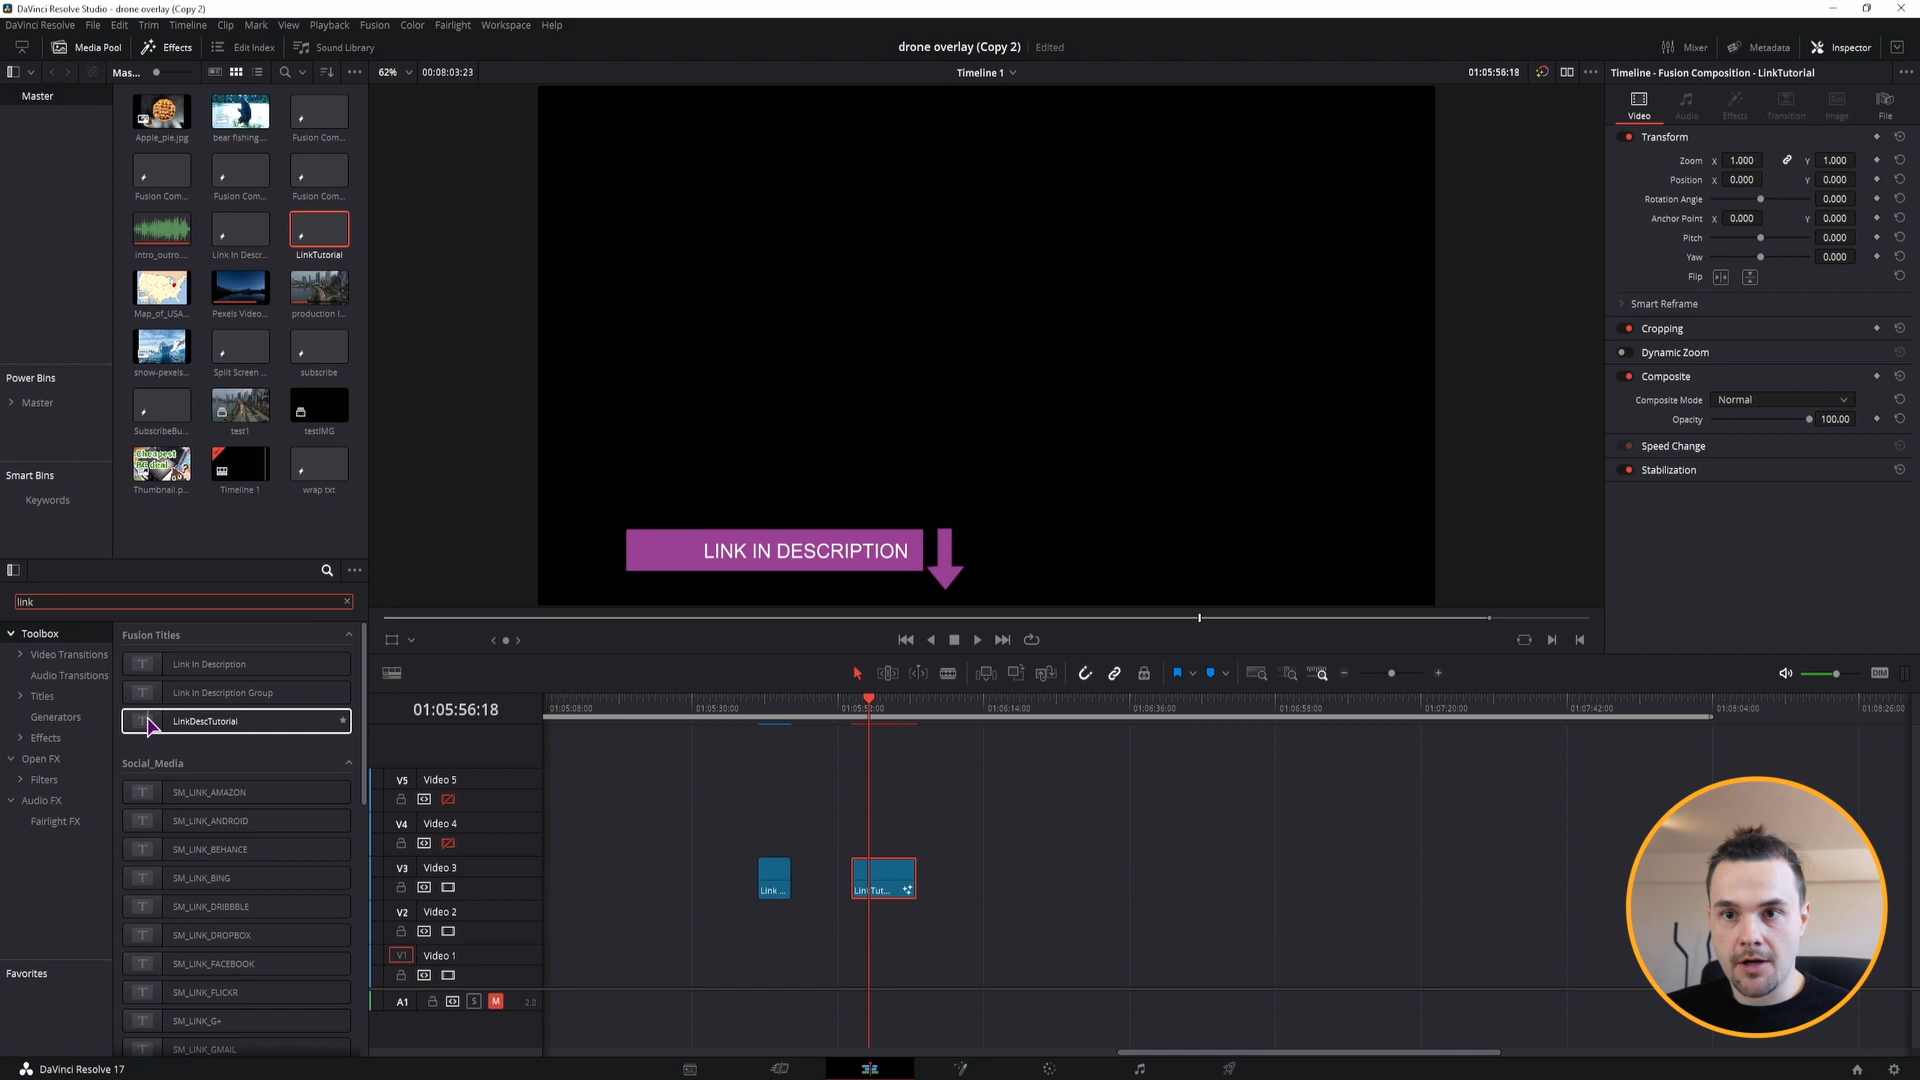 DaVinci Resolve Studio - drone overlay (Copy 2)
DaVinci Resolve File Edit Trim Timeline Clip Mark View Playback Fusion Color Fairlight Workspace Help
Media Pool Effects Edit Index Sound Library
drone overlay (Copy 2) Edited
Mixer Metadata Inspector
Mas... 62% 00:08:03:23 Timeline 1 01:05:56:18
Timeline - Fusion Composition - LinkTutorial
Video Audio Effects Transition Image File
Master
Apple_pie.jpg bear fishing.... Fusion Com...
Fusion Com... Fusion Com... Fusion Com...
intro_outro.... Link In Descr... LinkTutorial
Map_of_USA... Pexels Video... production I...
snow-pexels... Split Screen ... subscribe
SubscribeBu... test1 testIMG
Thumbnail.p... Timeline 1 wrap txt
Cheapest
deal
Power Bins
Master
Smart Bins
Keywords
Transform
Zoom X 1.000 Y 1.000
Position X 0.000 Y 0.000
Rotation Angle 0.000
Anchor Point X 0.000 Y 0.000
Pitch 0.000
Yaw 0.000
Flip
Smart Reframe
Cropping
Dynamic Zoom
Composite
Composite Mode Normal
Opacity 100.00
Speed Change
Stabilization
LINK IN DESCRIPTION
link
Toolbox
Video Transitions
Audio Transitions
Titles
Generators
Effects
Open FX
Filters
Audio FX
Fairlight FX
Favorites
Fusion Titles
Link In Description
Link In Description Group
LinkDescTutorial
Social_Media
SM_LINK_AMAZON
SM_LINK_ANDROID
SM_LINK_BEHANCE
SM_LINK_BING
SM_LINK_DRIBBBLE
SM_LINK_DROPBOX
SM_LINK_FACEBOOK
SM_LINK_FLICKR
SM_LINK_G+
SM_LINK_GMAIL
DIM
01:05:56:18
01:05:08:00 01:05:30:00 01:05:52:00 01:06:14:00 01:06:36:00 01:06:58:00 01:07:20:00 01:07:42:00 01:08:04:00 01:08:26:00
V5 Video 5
V4 Video 4
V3 Video 3
Link ... LinkTut...
V2 Video 2
V1 Video 1
A1 S M 2.0
DaVinci Resolve 17